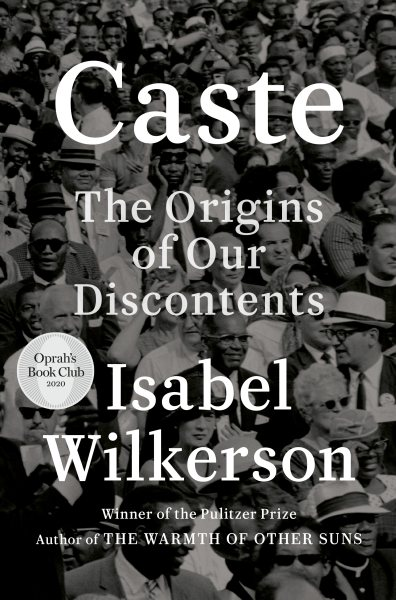 Caste
The Origins
of Our
Discontents
Oprah's
Book Club
2020
Isabel
Wilkerson
Winner of the Pulitzer Prize
Author of THE WARMTH OF OTHER SUNS